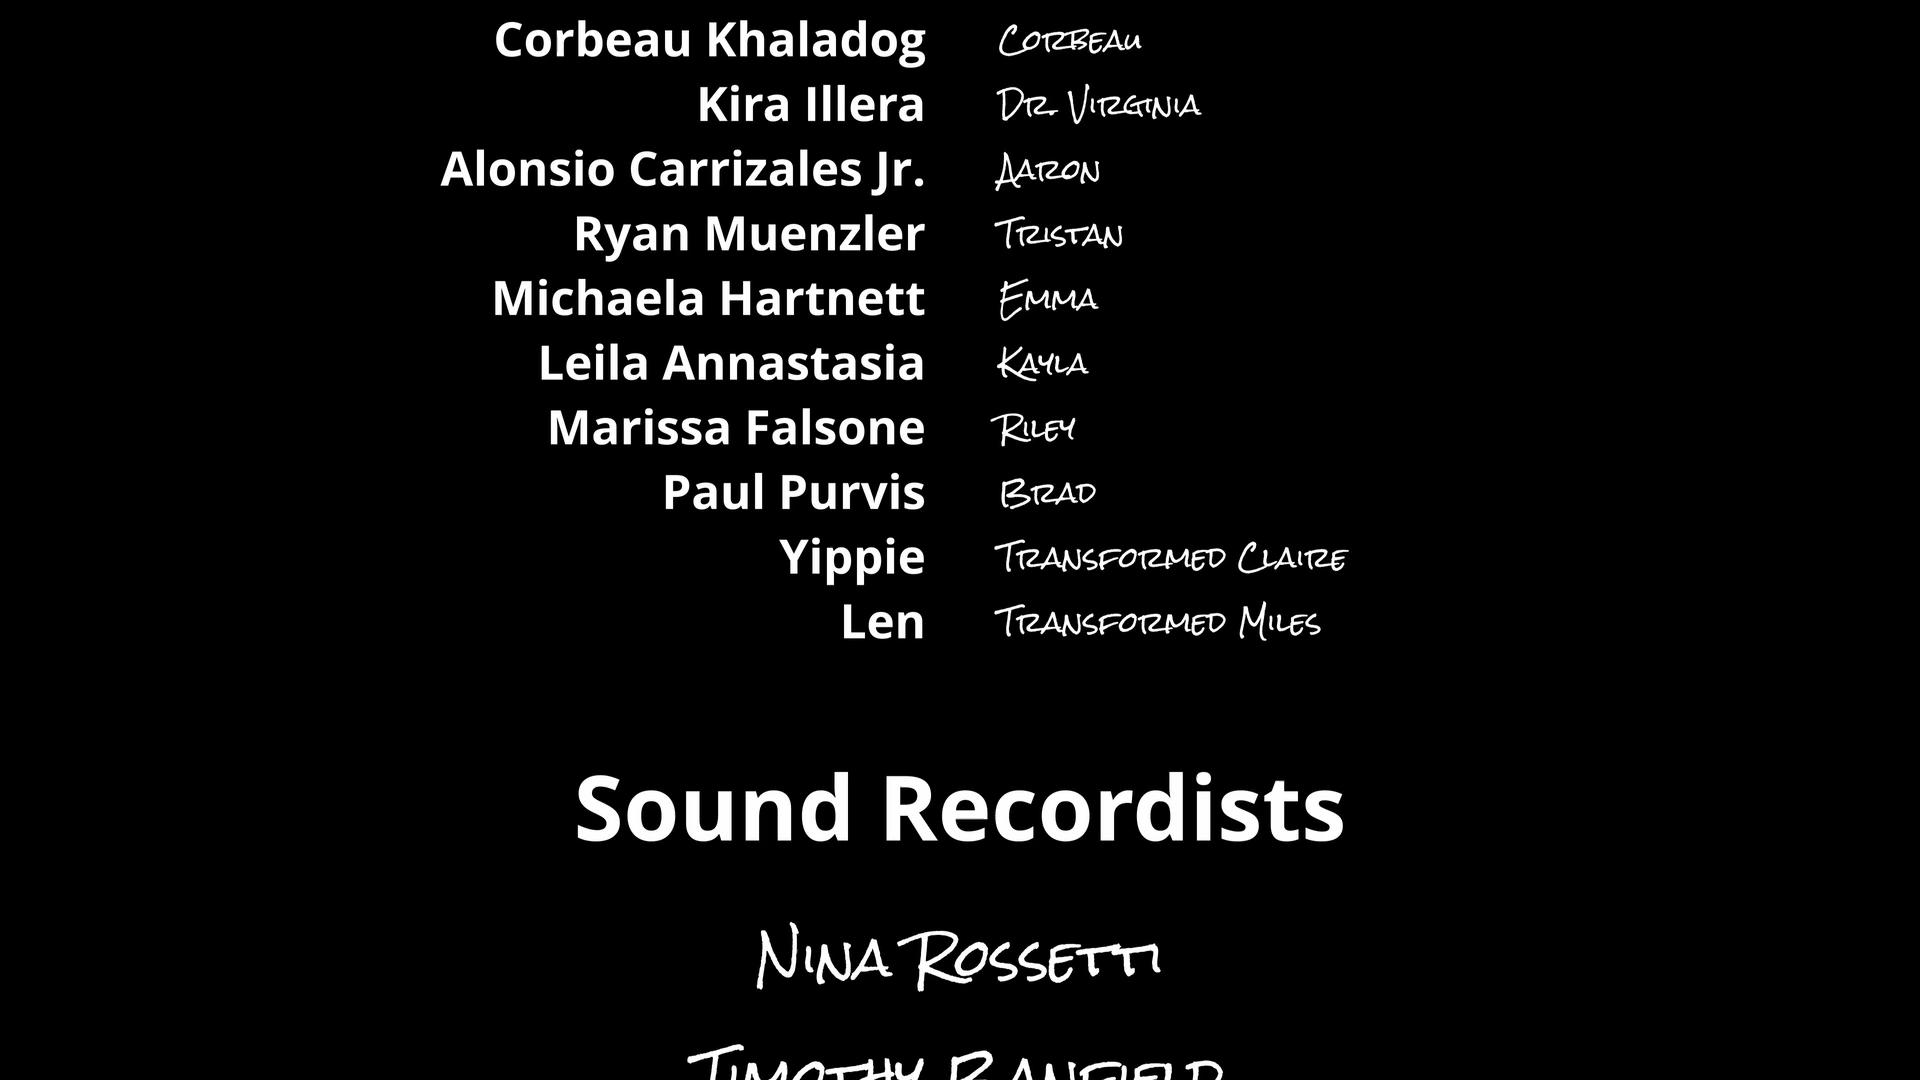 Corbeau Khaladog Corbeau
Kira Illera Dr. Virginia
Alonsio Carrizales Jr. Aaron
Ryan Muenzler Tristan
Michaela Hartnett Emma
Leila Annastasia Kayla
Marissa Falsone Riley
Paul Purvis Brad
Yippie Transformed Claire
Len Transformed Miles
Sound Recordists
Nina Rossetti
Timothy